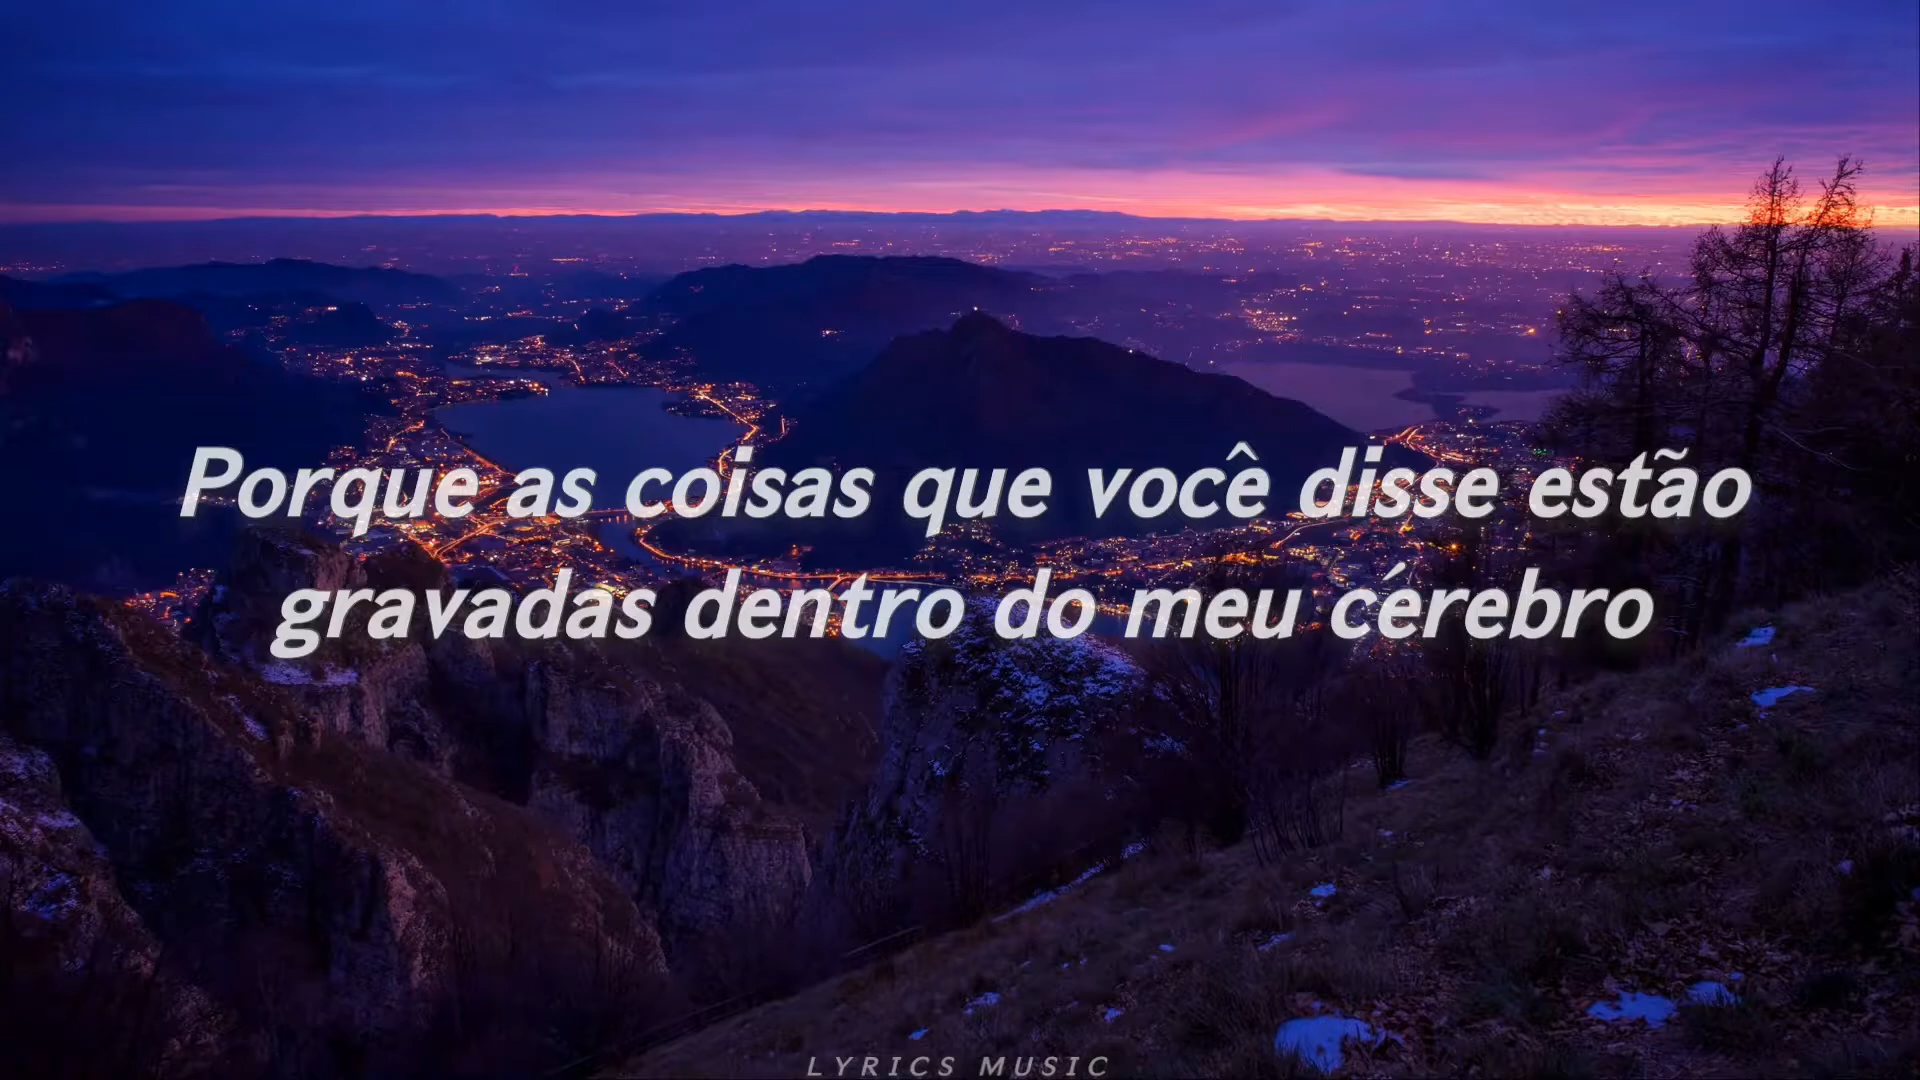 Porque as coisas que você disse estão
gravadas dentro do meu cérebro
LYRICS MUSIC